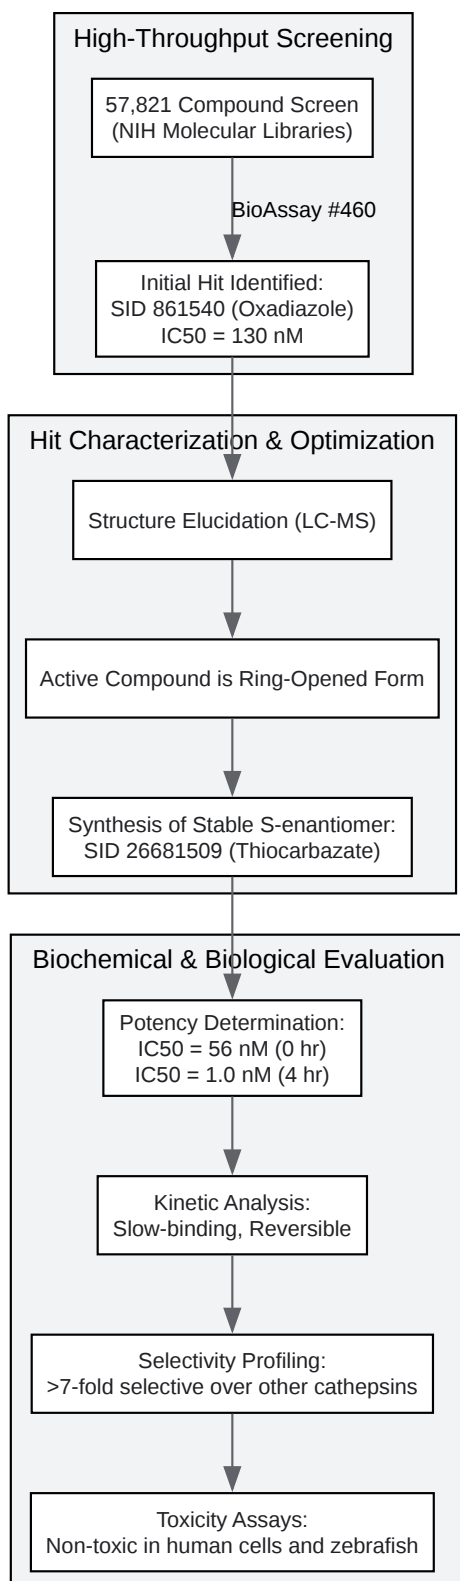 High-Throughput Screening
57,821 Compound Screen
(NIH Molecular Libraries)
BioAssay #460
Initial Hit Identified:
SID 861540 (Oxadiazole)
IC50 = 130 nM
Hit Characterization & Optimization
Structure Elucidation (LC-MS)
Active Compound is Ring-Opened Form
Synthesis of Stable S-enantiomer:
SID 26681509 (Thiocarbazate)
Biochemical & Biological Evaluation
Potency Determination:
IC50 = 56 nM (0 hr)
IC50 = 1.0 nM (4 hr)
Kinetic Analysis:
Slow-binding, Reversible
Selectivity Profiling:
>7-fold selective over other cathepsins
Toxicity Assays:
Non-toxic in human cells and zebrafish